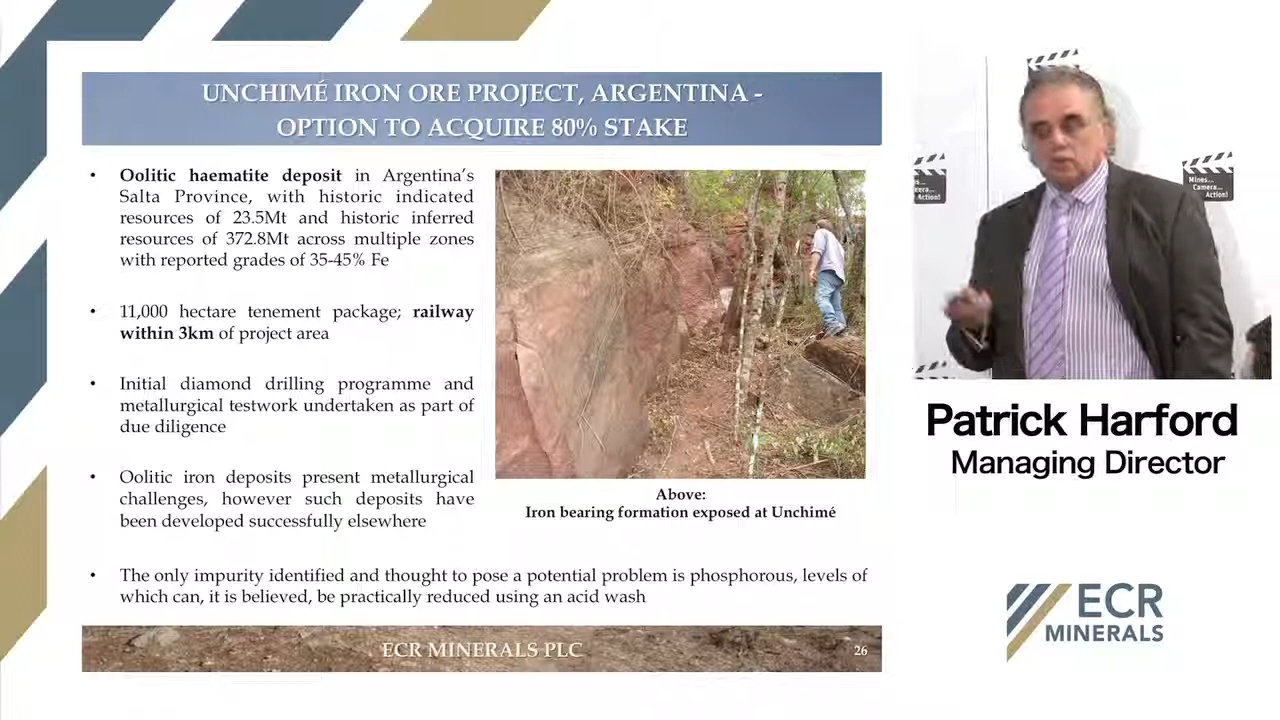 UNCHIMÉ IRON ORE PROJECT, ARGENTINA -
OPTION TO ACQUIRE 80% STAKE
• Oolitic haematite deposit in Argentina's
Salta Province, with historic indicated
resources of 23.5Mt and historic inferred
resources of 372.8Mt across multiple zones
with reported grades of 35-45% Fe
• 11,000 hectare tenement package; railway
within 3km of project area
• Initial diamond drilling programme and
metallurgical testwork undertaken as part of
due diligence
• Oolitic iron deposits present metallurgical
challenges, however such deposits have
been developed successfully elsewhere
Above:
Iron bearing formation exposed at Unchimé
• The only impurity identified and thought to pose a potential problem is phosphorous, levels of
which can, it is believed, be practically reduced using an acid wash
ECR MINERALS PLC
26
Mines...
Camera...
Action!
Patrick Harford
Managing Director
ECR
MINERALS